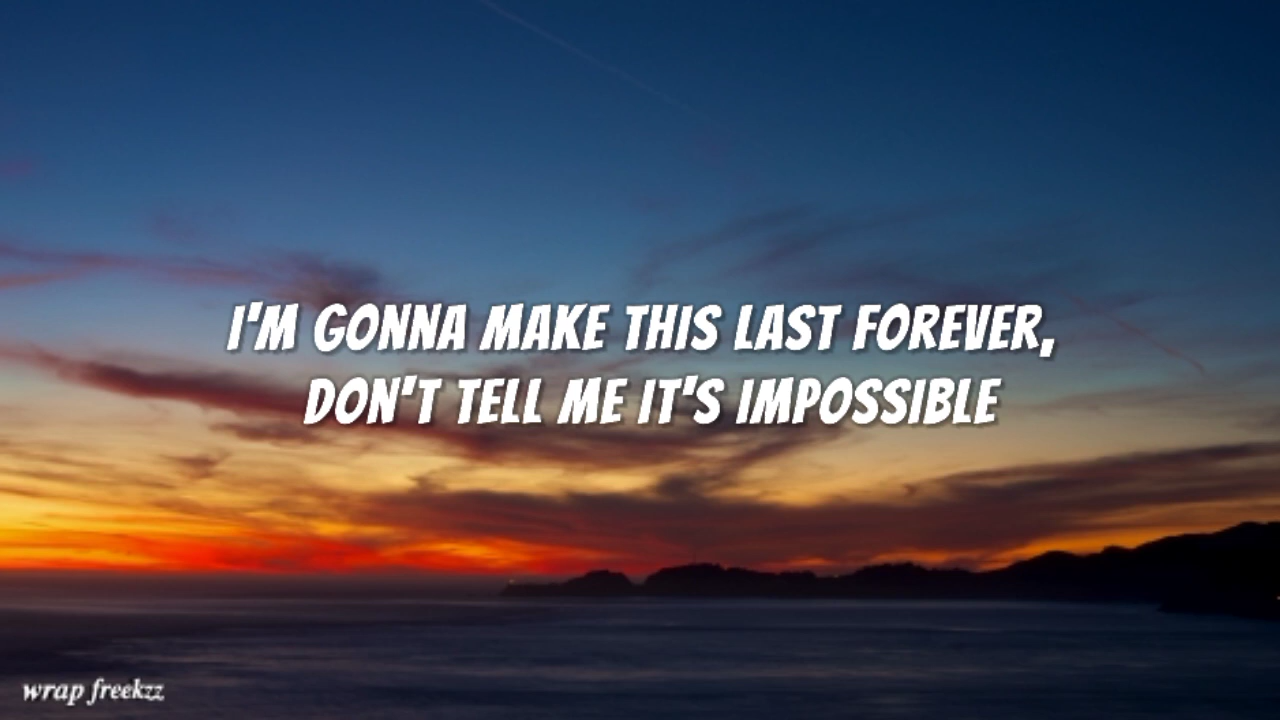 I'M GONNA MAKE THIS LAST FOREVER,
DON'T TELL ME IT'S IMPOSSIBLE
wrap freekzz